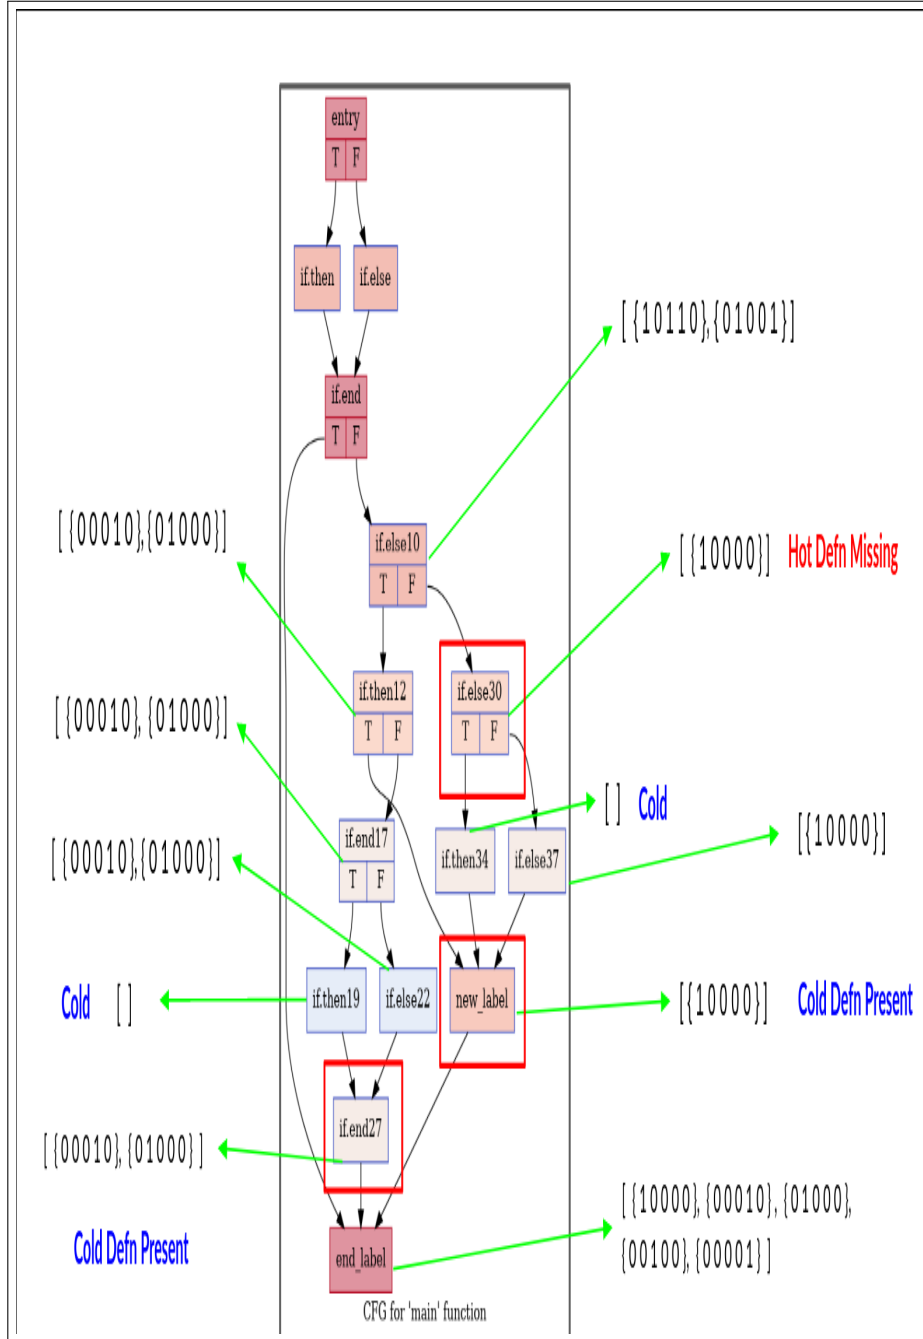 entry
T F
if.then if.else
[ {10110},{01001}]
if.end
T F
[ {00010},{01000}]
if.else10
T F
[ {10000}] Hot Defn Missing
if.then12
T F
if.else30
T F
[ {00010}, {01000}]
[ ] Cold
if.end17
T F
[{10000}]
if.then34 if.else37
[ {00010},{01000}]
Cold [ ]
if.then19 if.else22 new_label
[{10000}] Cold Defn Present
if.end27
[ {00010}, {01000} ]
Cold Defn Present
[ {10000}, {00010}, {01000},
{00100}, {00001} ]
end_label
CFG for 'main' function